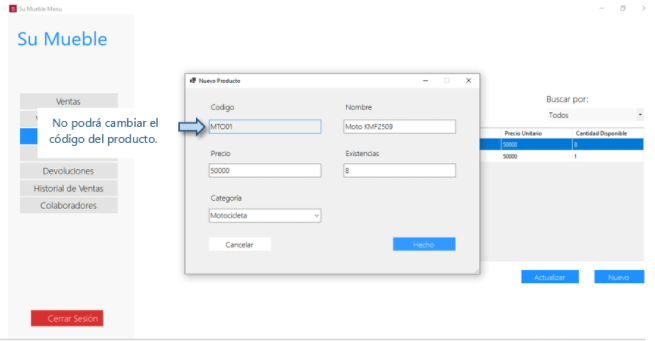 Su Mueble Menu
Su Mueble
Ventas
No podrá cambiar el
código del producto.
Devoluciones
Historial de Ventas
Colaboradores
Cerrar Sesión
Nuevo Producto
Codigo
Nombre
MTO01
Moto KMF2509
Precio
Existencias
50000
8
Categoría
Motocicleta
Cancelar
Hecho
Buscar por:
Todos
Precio Unitario Cantidad Disponible
50000 8
50000 1
Actualizar
Nuevo